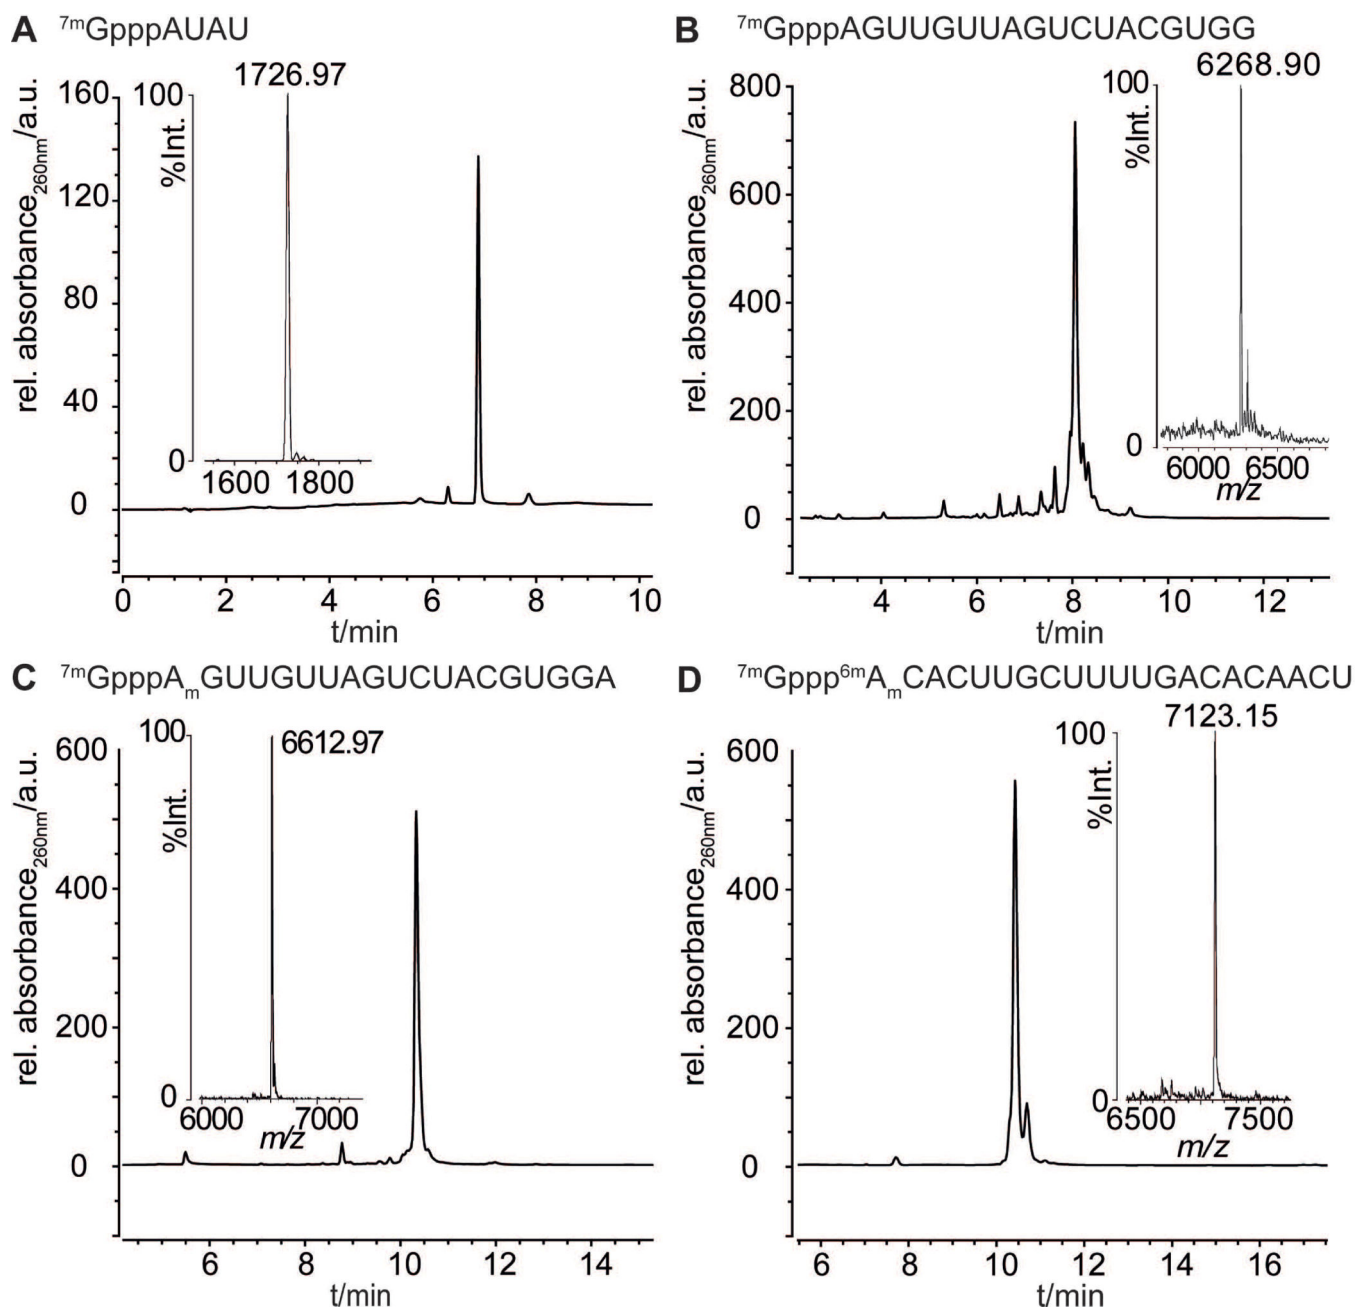 A ⁷ᵐGpppAUAU
1726.97
160
120
80
40
0
rel. absorbance₂₆₀ₙₘ/a.u.
100
%Int.
0
1600 1800
0 2 4 6 8 10
t/min
B ⁷ᵐGpppAGUUGUUAGUCUACGUGG
6268.90
800
600
400
200
0
rel. absorbance₂₆₀ₙₘ/a.u.
100
%Int.
0
6000 6500
m/z
4 6 8 10 12
t/min
C ⁷ᵐGpppAₘGUUGUUAGUCUACGUGGA
6612.97
600
400
200
0
rel. absorbance₂₆₀ₙₘ/a.u.
100
%Int.
0
6000 7000
m/z
6 8 10 12 14
t/min
D ⁷ᵐGppp⁶ᵐAₘCACUUGCUUUUGACACAACU
7123.15
600
400
200
0
rel. absorbance₂₆₀ₙₘ/a.u.
100
%Int.
0
6500 7500
m/z
6 8 10 12 14 16
t/min